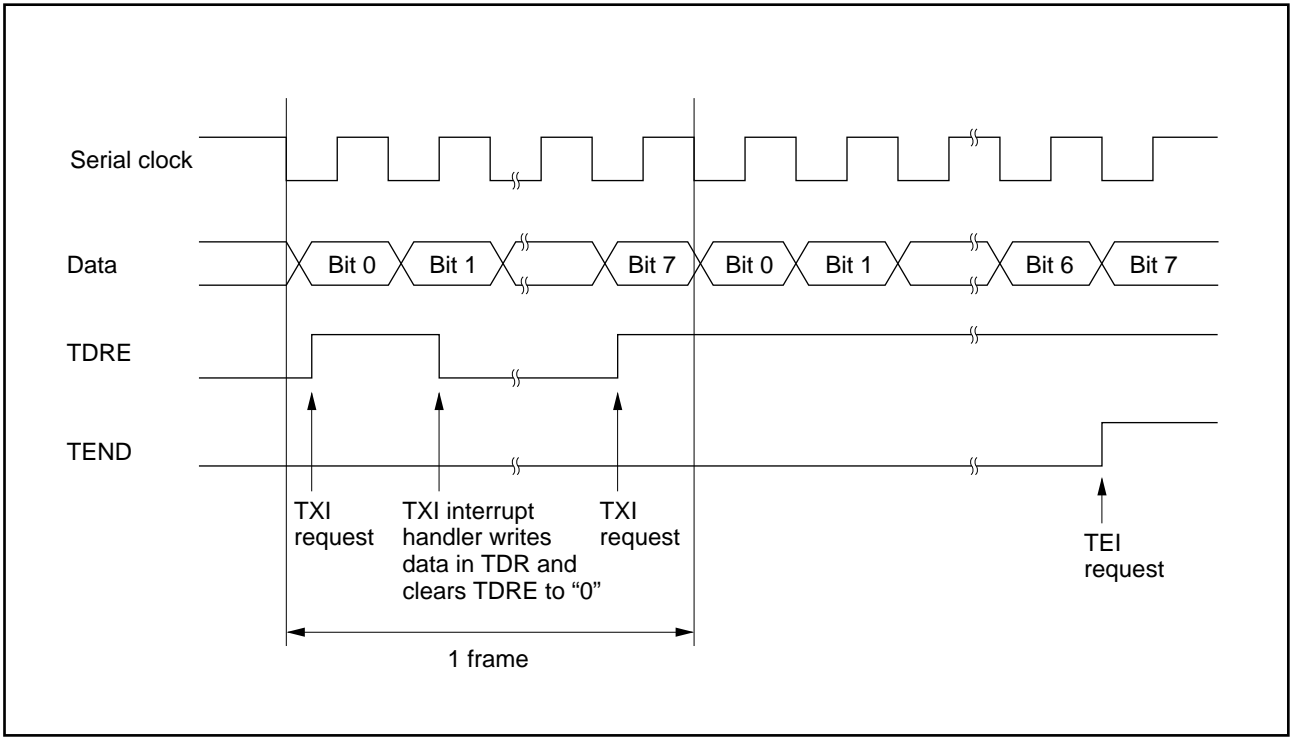 Serial clock
Data
Bit 0
Bit 1
Bit 7
Bit 0
Bit 1
Bit 6
Bit 7
TDRE
TEND
TXI
request
TXI interrupt
handler writes
data in TDR and
clears TDRE to “0”
TXI
request
TEI
request
1 frame